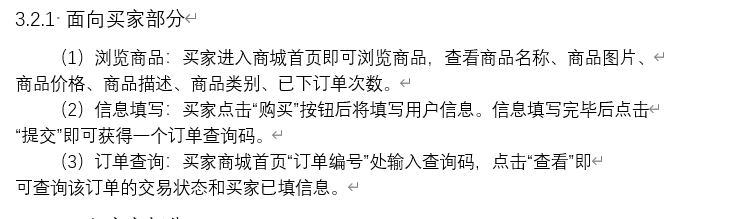 3.2.1 面向买家部分
（1）浏览商品：买家进入商城首页即可浏览商品，查看商品名称、商品图片、
商品价格、商品描述、商品类别、已下订单次数。
（2）信息填写：买家点击“购买”按钮后将填写用户信息。信息填写完毕后点击
“提交”即可获得一个订单查询码。
（3）订单查询：买家商城首页“订单编号”处输入查询码，点击“查看”即
可查询该订单的交易状态和买家已填信息。